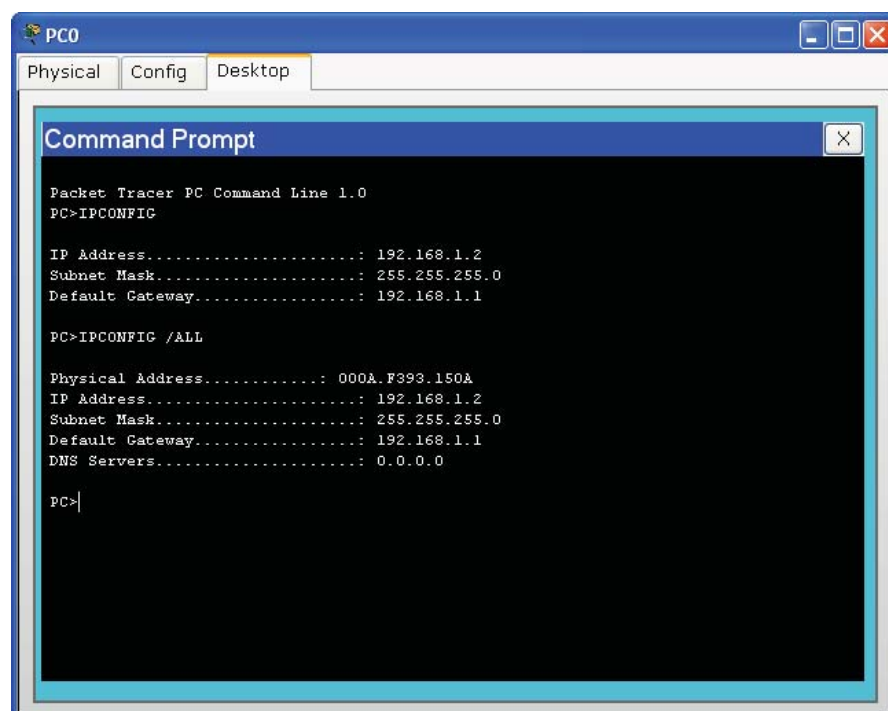 PC0
Physical Config Desktop
Command Prompt
X
Packet Tracer PC Command Line 1.0
PC>IPCONFIG
IP Address......................: 192.168.1.2
Subnet Mask.....................: 255.255.255.0
Default Gateway.................: 192.168.1.1
PC>IPCONFIG /ALL
Physical Address............: 000A.F393.150A
IP Address......................: 192.168.1.2
Subnet Mask.....................: 255.255.255.0
Default Gateway.................: 192.168.1.1
DNS Servers.....................: 0.0.0.0
PC>